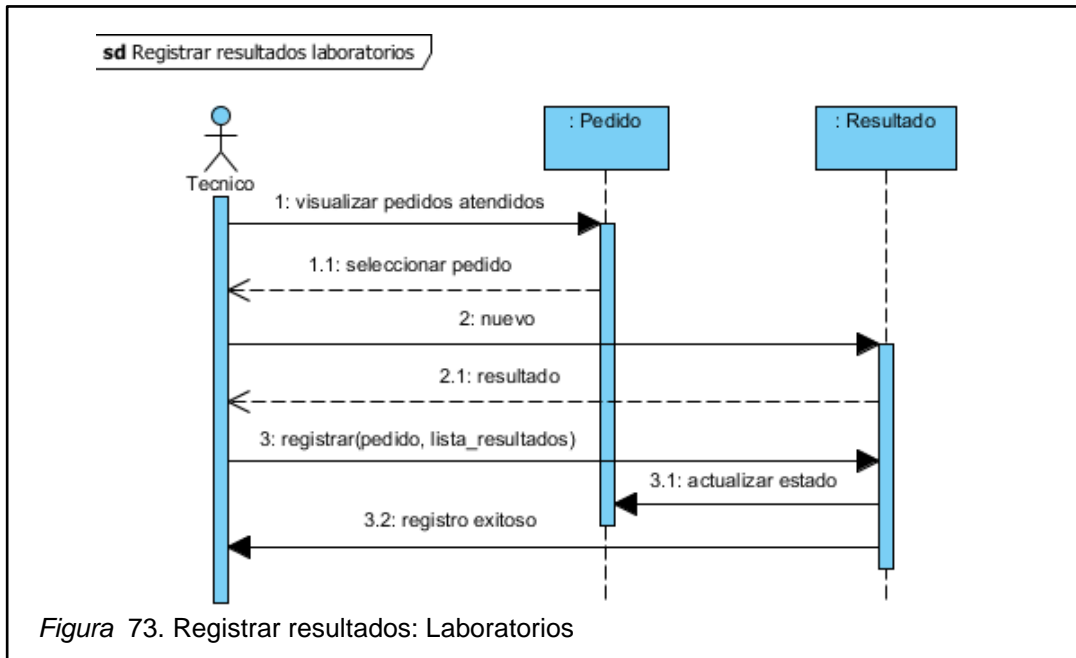 sd Registrar resultados laboratorios
: Pedido
: Resultado
Tecnico
1: visualizar pedidos atendidos
1.1: seleccionar pedido
2: nuevo
2.1: resultado
3: registrar(pedido, lista_resultados)
3.1: actualizar estado
3.2: registro exitoso
Figura 73. Registrar resultados: Laboratorios